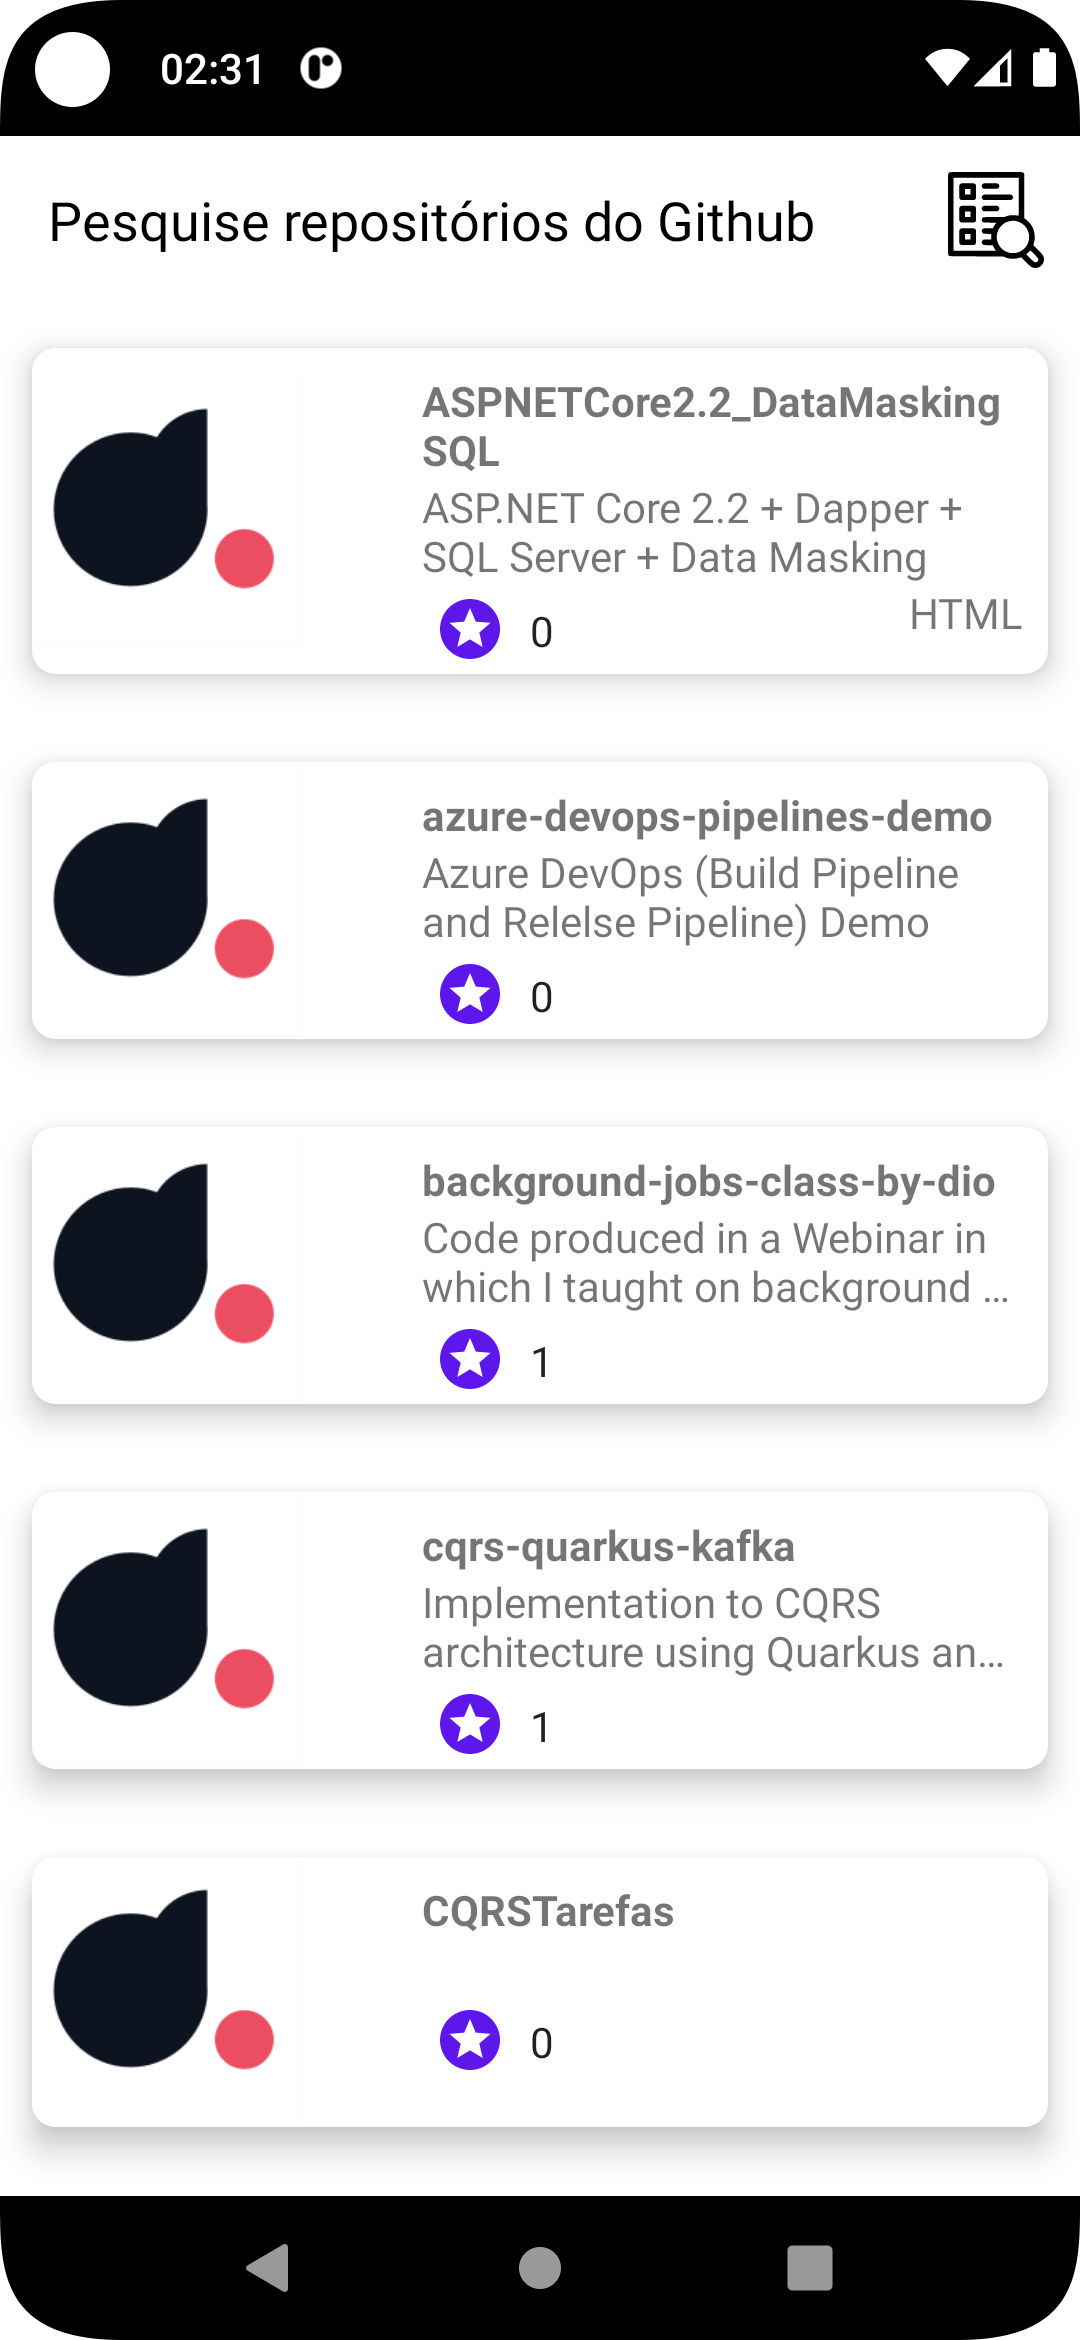 02:31
Pesquise repositórios do Github
ASPNETCore2.2_DataMasking
SQL
ASP.NET Core 2.2 + Dapper +
SQL Server + Data Masking
0
HTML
azure-devops-pipelines-demo
Azure DevOps (Build Pipeline
and Relelse Pipeline) Demo
0
background-jobs-class-by-dio
Code produced in a Webinar in
which I taught on background ...
1
cqrs-quarkus-kafka
Implementation to CQRS
architecture using Quarkus an...
1
CQRSTarefas
0